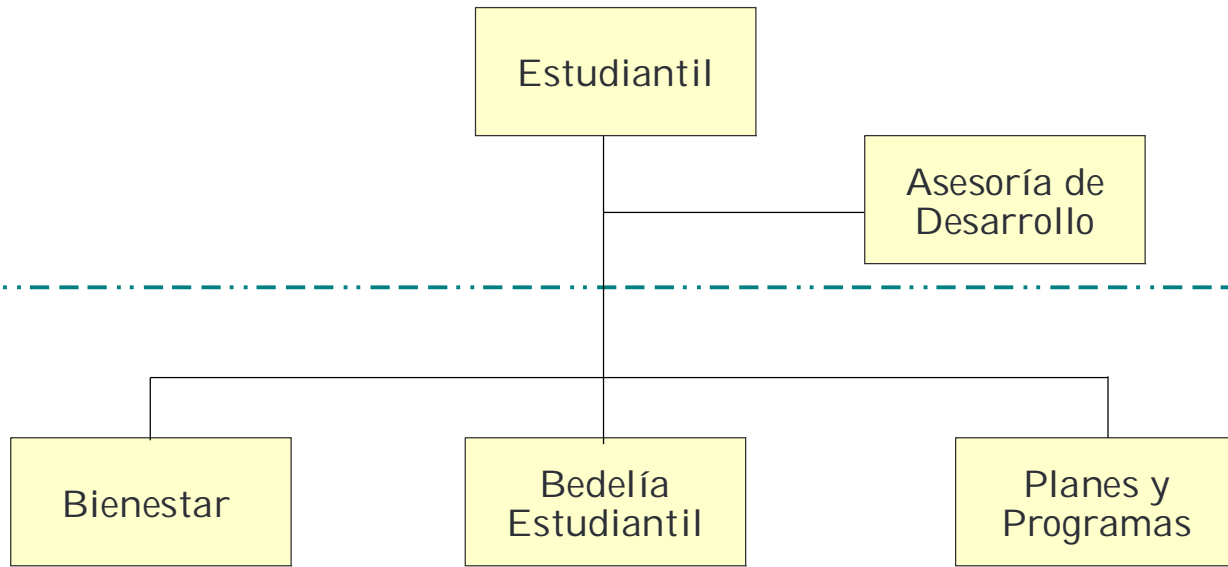 Estudiantil
Asesoría de
Desarrollo
Bienestar
Bedelía
Estudiantil
Planes y
Programas